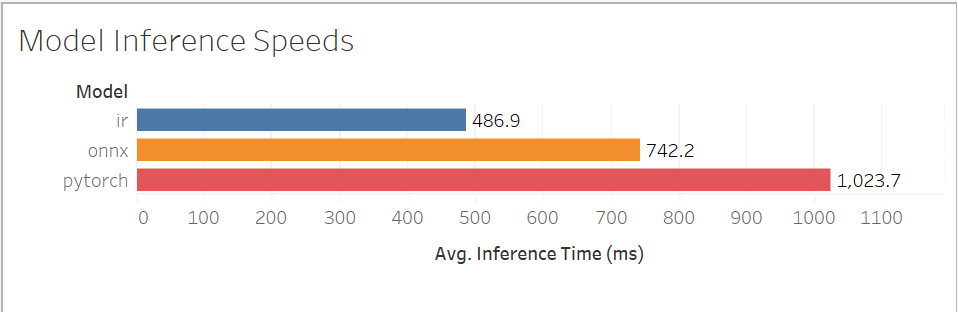 Model Inference Speeds
Model
ir 486.9
onnx 742.2
pytorch 1,023.7
0 100 200 300 400 500 600 700 800 900 1000 1100
Avg. Inference Time (ms)